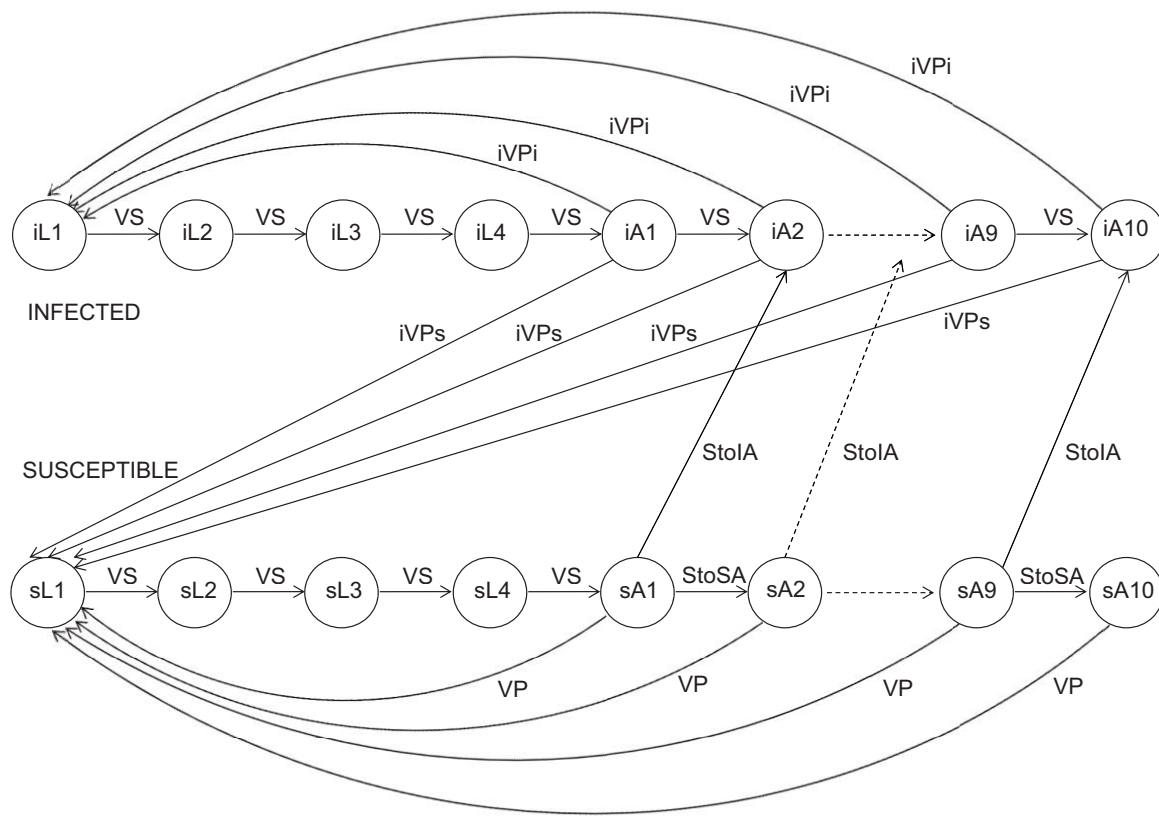 iVPi
iVPi
iVPi
iVPi
VS VS VS VS VS VS
iL1 iL2 iL3 iL4 iA1 iA2 iA9 iA10
INFECTED
iVPs iVPs iVPs iVPs
SUSCEPTIBLE
StoIA StoIA StoIA
VS VS VS VS StoSA StoSA
sL1 sL2 sL3 sL4 sA1 sA2 sA9 sA10
VP VP VP VP